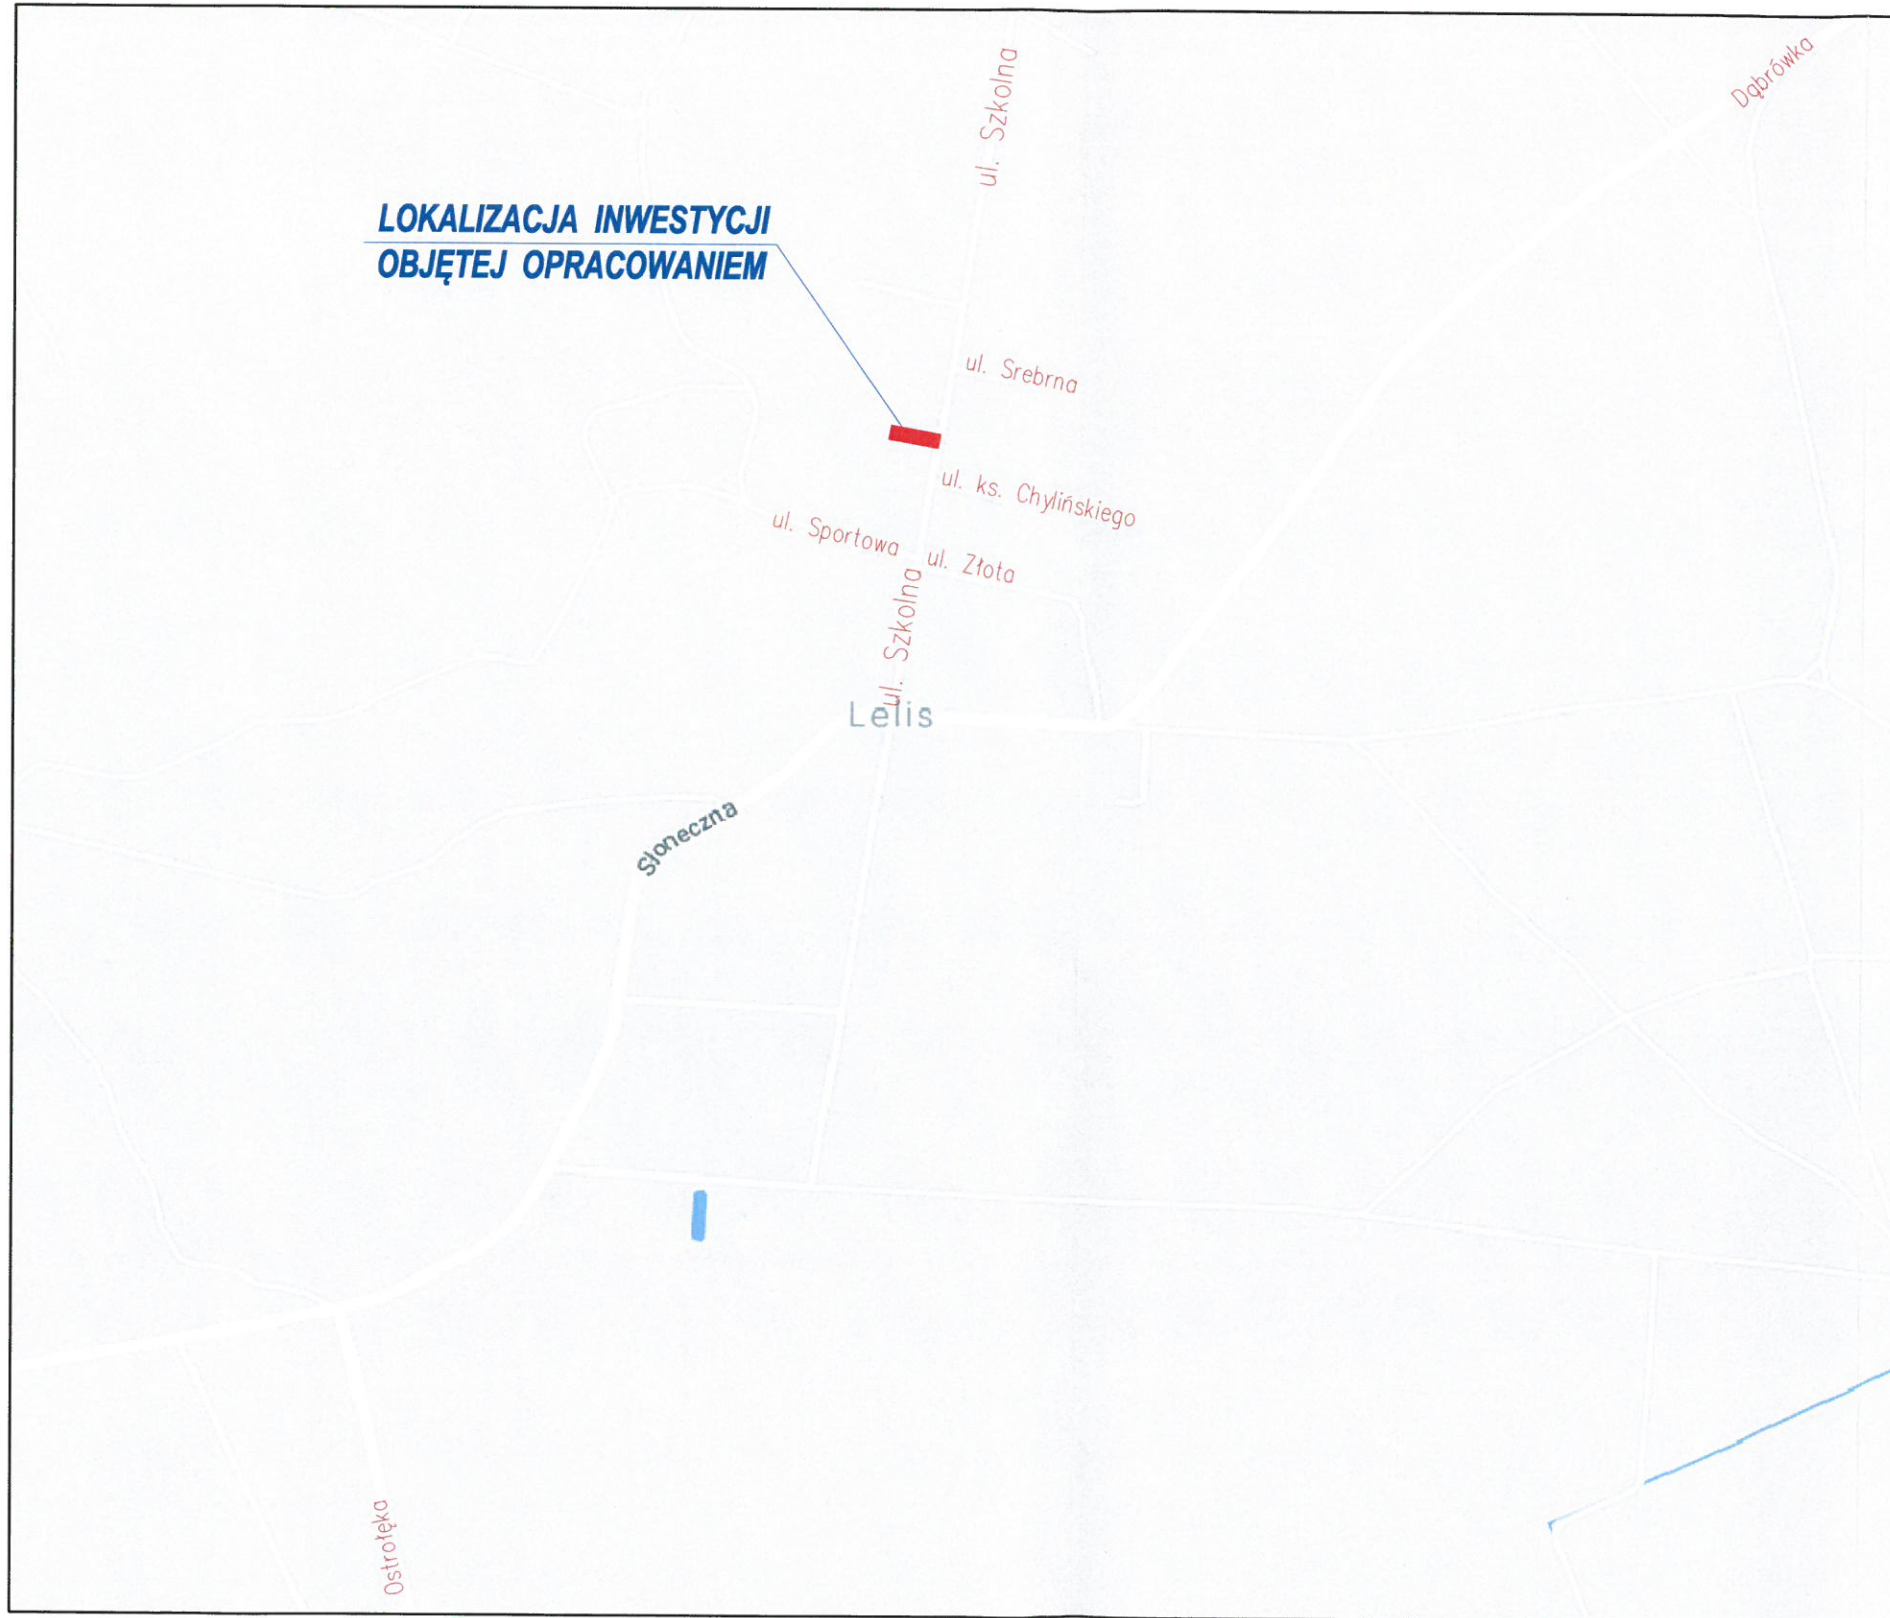 ul. Szkolna
Dąbrówka
LOKALIZACJA INWESTYCJI
OBJĘTEJ OPRACOWANIEM
ul. Srebrna
ul. ks. Chylińskiego
ul. Sportowa
ul. Złota
ul. Szkolna
Lelis
Słoneczna
Ostrołęka